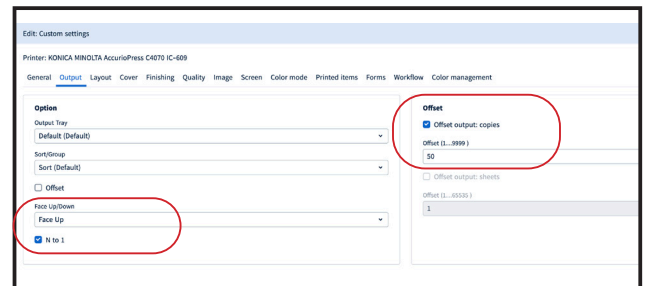 Edit: Custom settings
Printer: KONICA MINOLTA AccurioPress C4070 IC-609
General Output Layout Cover Finishing Quality Image Screen Color mode Printed items Forms Workflow Color management
Option
Output Tray
Default (Default)
Sort/Group
Sort (Default)
Offset
Face Up/Down
Face Up
N to 1
Offset
Offset output: copies
Offset (1...9999 )
50
Offset output: sheets
Offset (1...65535 )
1